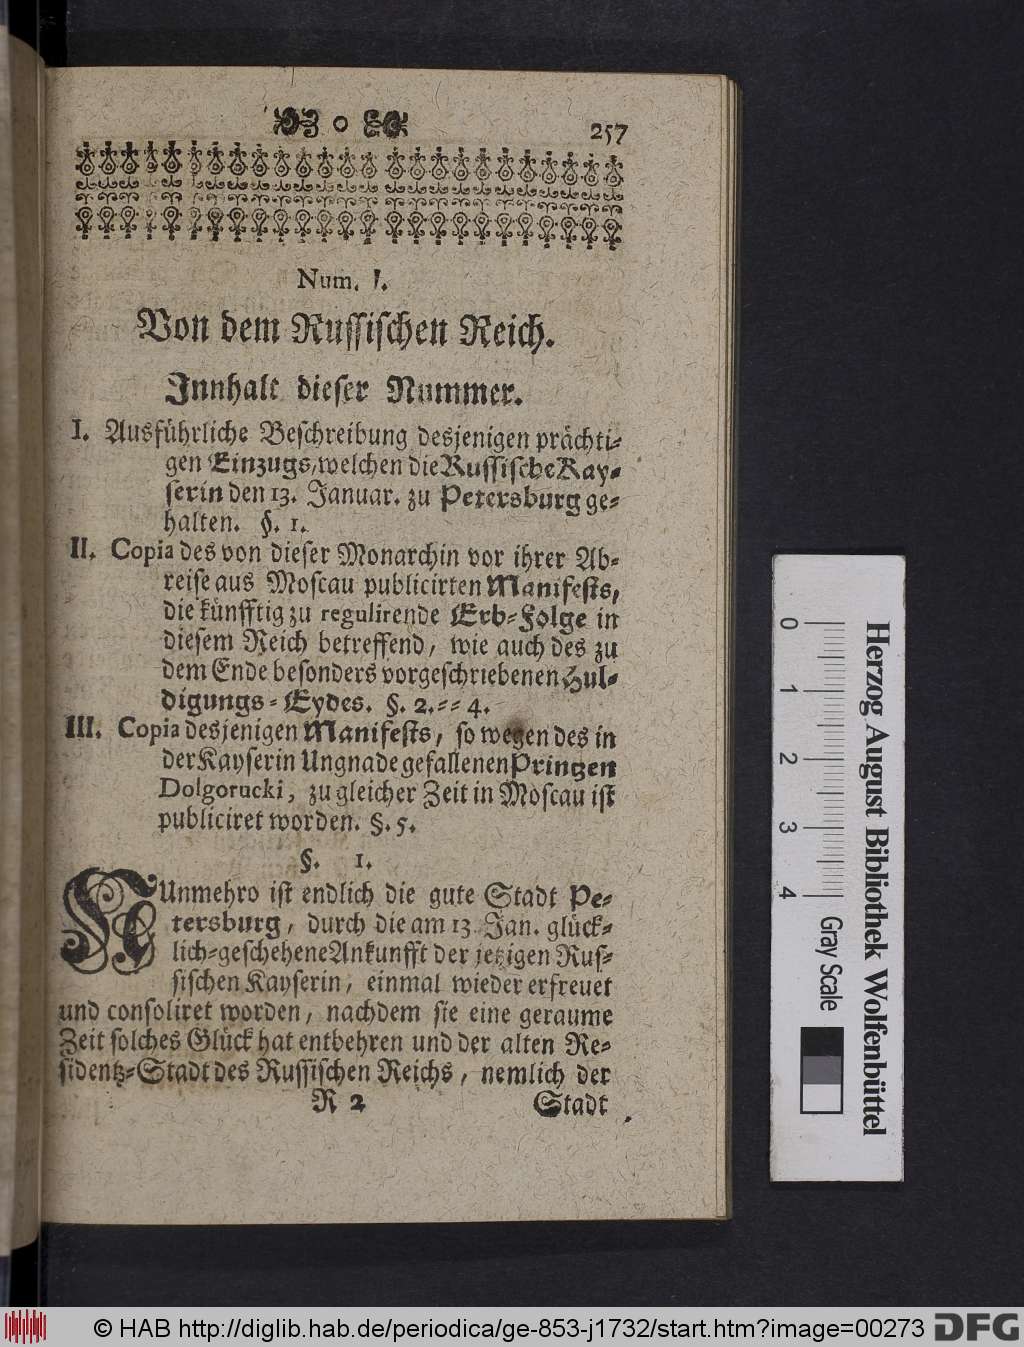 257
Num. I.
Von dem Russischen Reich.
Innhalt dieser Nummer.
I. Ausführliche Beschreibung desjenigen prächti-
gen Einzugs, welchen die Russische Kay-
serin den 13. Januar. zu Petersburg ge-
halten. §. 1.
II. Copia des von dieser Monarchin vor ihrer Ab-
reise aus Moscau publicirten Manifests,
die künfftig zu regulirende Erb-Folge in
diesem Reich betreffend, wie auch des zu
dem Ende besonders vorgeschriebenen Hul-
digungs-Eydes. §. 2.-- 4.
III. Copia desjenigen Manifests, so wegen des in
der Kayserin Ungnade gefallenen Printzen
Dolgorucki, zu gleicher Zeit in Moscau ist
publiciret worden. §. 5.
§. 1.
NUnmehro ist endlich die gute Stadt Pe-
tersburg, durch die am 13. Jan. glück-
lich-geschehene Ankunfft der jetzigen Rus-
sischen Kayserin, einmal wieder erfreuet
und consoliret worden, nachdem sie eine geraume
Zeit solches Glück hat entbehren und der alten Re-
sidentz-Stadt des Russischen Reichs, nemlich der
R 2 Stadt
0 1 2 3 4
Gray Scale
Herzog August Bibliothek Wolfenbüttel
© HAB http://diglib.hab.de/periodica/ge-853-j1732/start.htm?image=00273
DFG